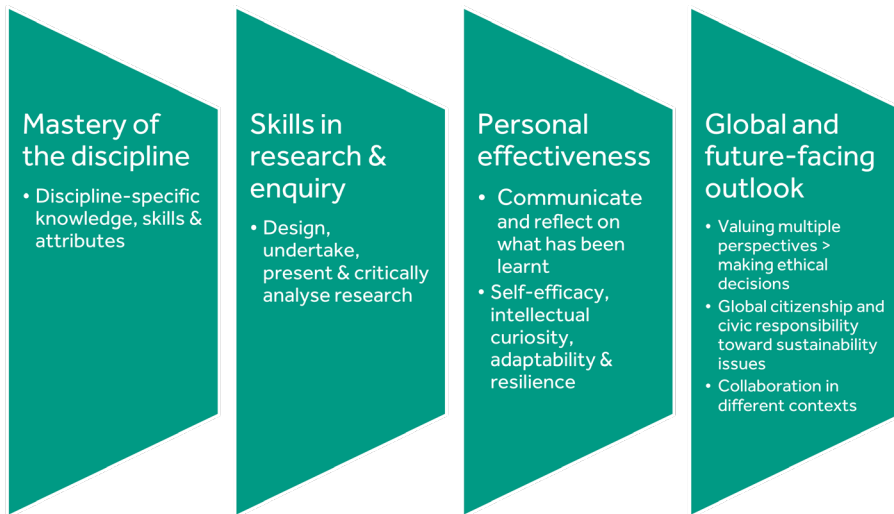 Mastery of
the discipline
• Discipline-specific
knowledge, skills &
attributes
Skills in
research &
enquiry
• Design,
undertake,
present & critically
analyse research
Personal
effectiveness
• Communicate
and reflect on
what has been
learnt
• Self-efficacy,
intellectual
curiosity,
adaptability &
resilience
Global and
future-facing
outlook
• Valuing multiple
perspectives >
making ethical
decisions
• Global citizenship and
civic responsibility
toward sustainability
issues
• Collaboration in
different contexts